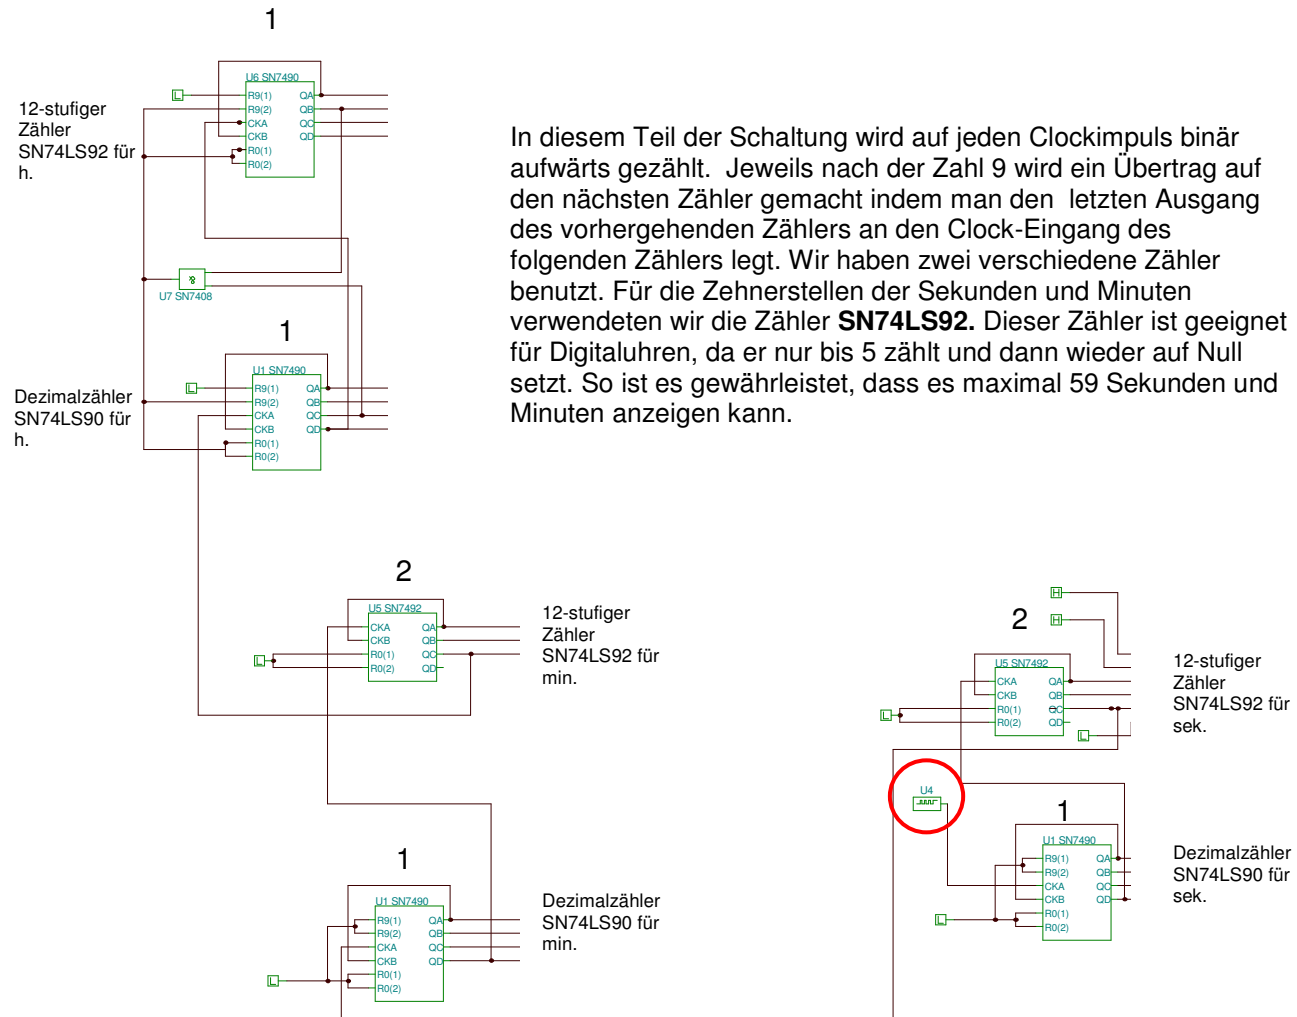 1
U6 SN7490
R9(1) QA
R9(2) QB
CKA QC
CKB QD
R0(1)
R0(2)
L
12-stufiger
Zähler
SN74LS92 für
h.
&
U7 SN7408
In diesem Teil der Schaltung wird auf jeden Clockimpuls binär
aufwärts gezählt. Jeweils nach der Zahl 9 wird ein Übertrag auf
den nächsten Zähler gemacht indem man den letzten Ausgang
des vorhergehenden Zählers an den Clock-Eingang des
folgenden Zählers legt. Wir haben zwei verschiedene Zähler
benutzt. Für die Zehnerstellen der Sekunden und Minuten
verwendeten wir die Zähler SN74LS92. Dieser Zähler ist geeignet
für Digitaluhren, da er nur bis 5 zählt und dann wieder auf Null
setzt. So ist es gewährleistet, dass es maximal 59 Sekunden und
Minuten anzeigen kann.
1
U1 SN7490
L
R9(1) QA
R9(2) QB
CKA QC
CKB QD
R0(1)
R0(2)
Dezimalzähler
SN74LS90 für
h.
2
U5 SN7492
CKA QA
CKB QB
R0(1) QC
R0(2) QD
L
12-stufiger
Zähler
SN74LS92 für
min.
1
U1 SN7490
R9(1) QA
R9(2) QB
CKA QC
CKB QD
R0(1)
R0(2)
L
Dezimalzähler
SN74LS90 für
min.
H
H
2
U5 SN7492
CKA QA
CKB QB
R0(1) QC
R0(2) QD
L
L
12-stufiger
Zähler
SN74LS92 für
sek.
U4
1
U1 SN7490
R9(1) QA
R9(2) QB
CKA QC
CKB QD
R0(1)
R0(2)
L
Dezimalzähler
SN74LS90 für
sek.